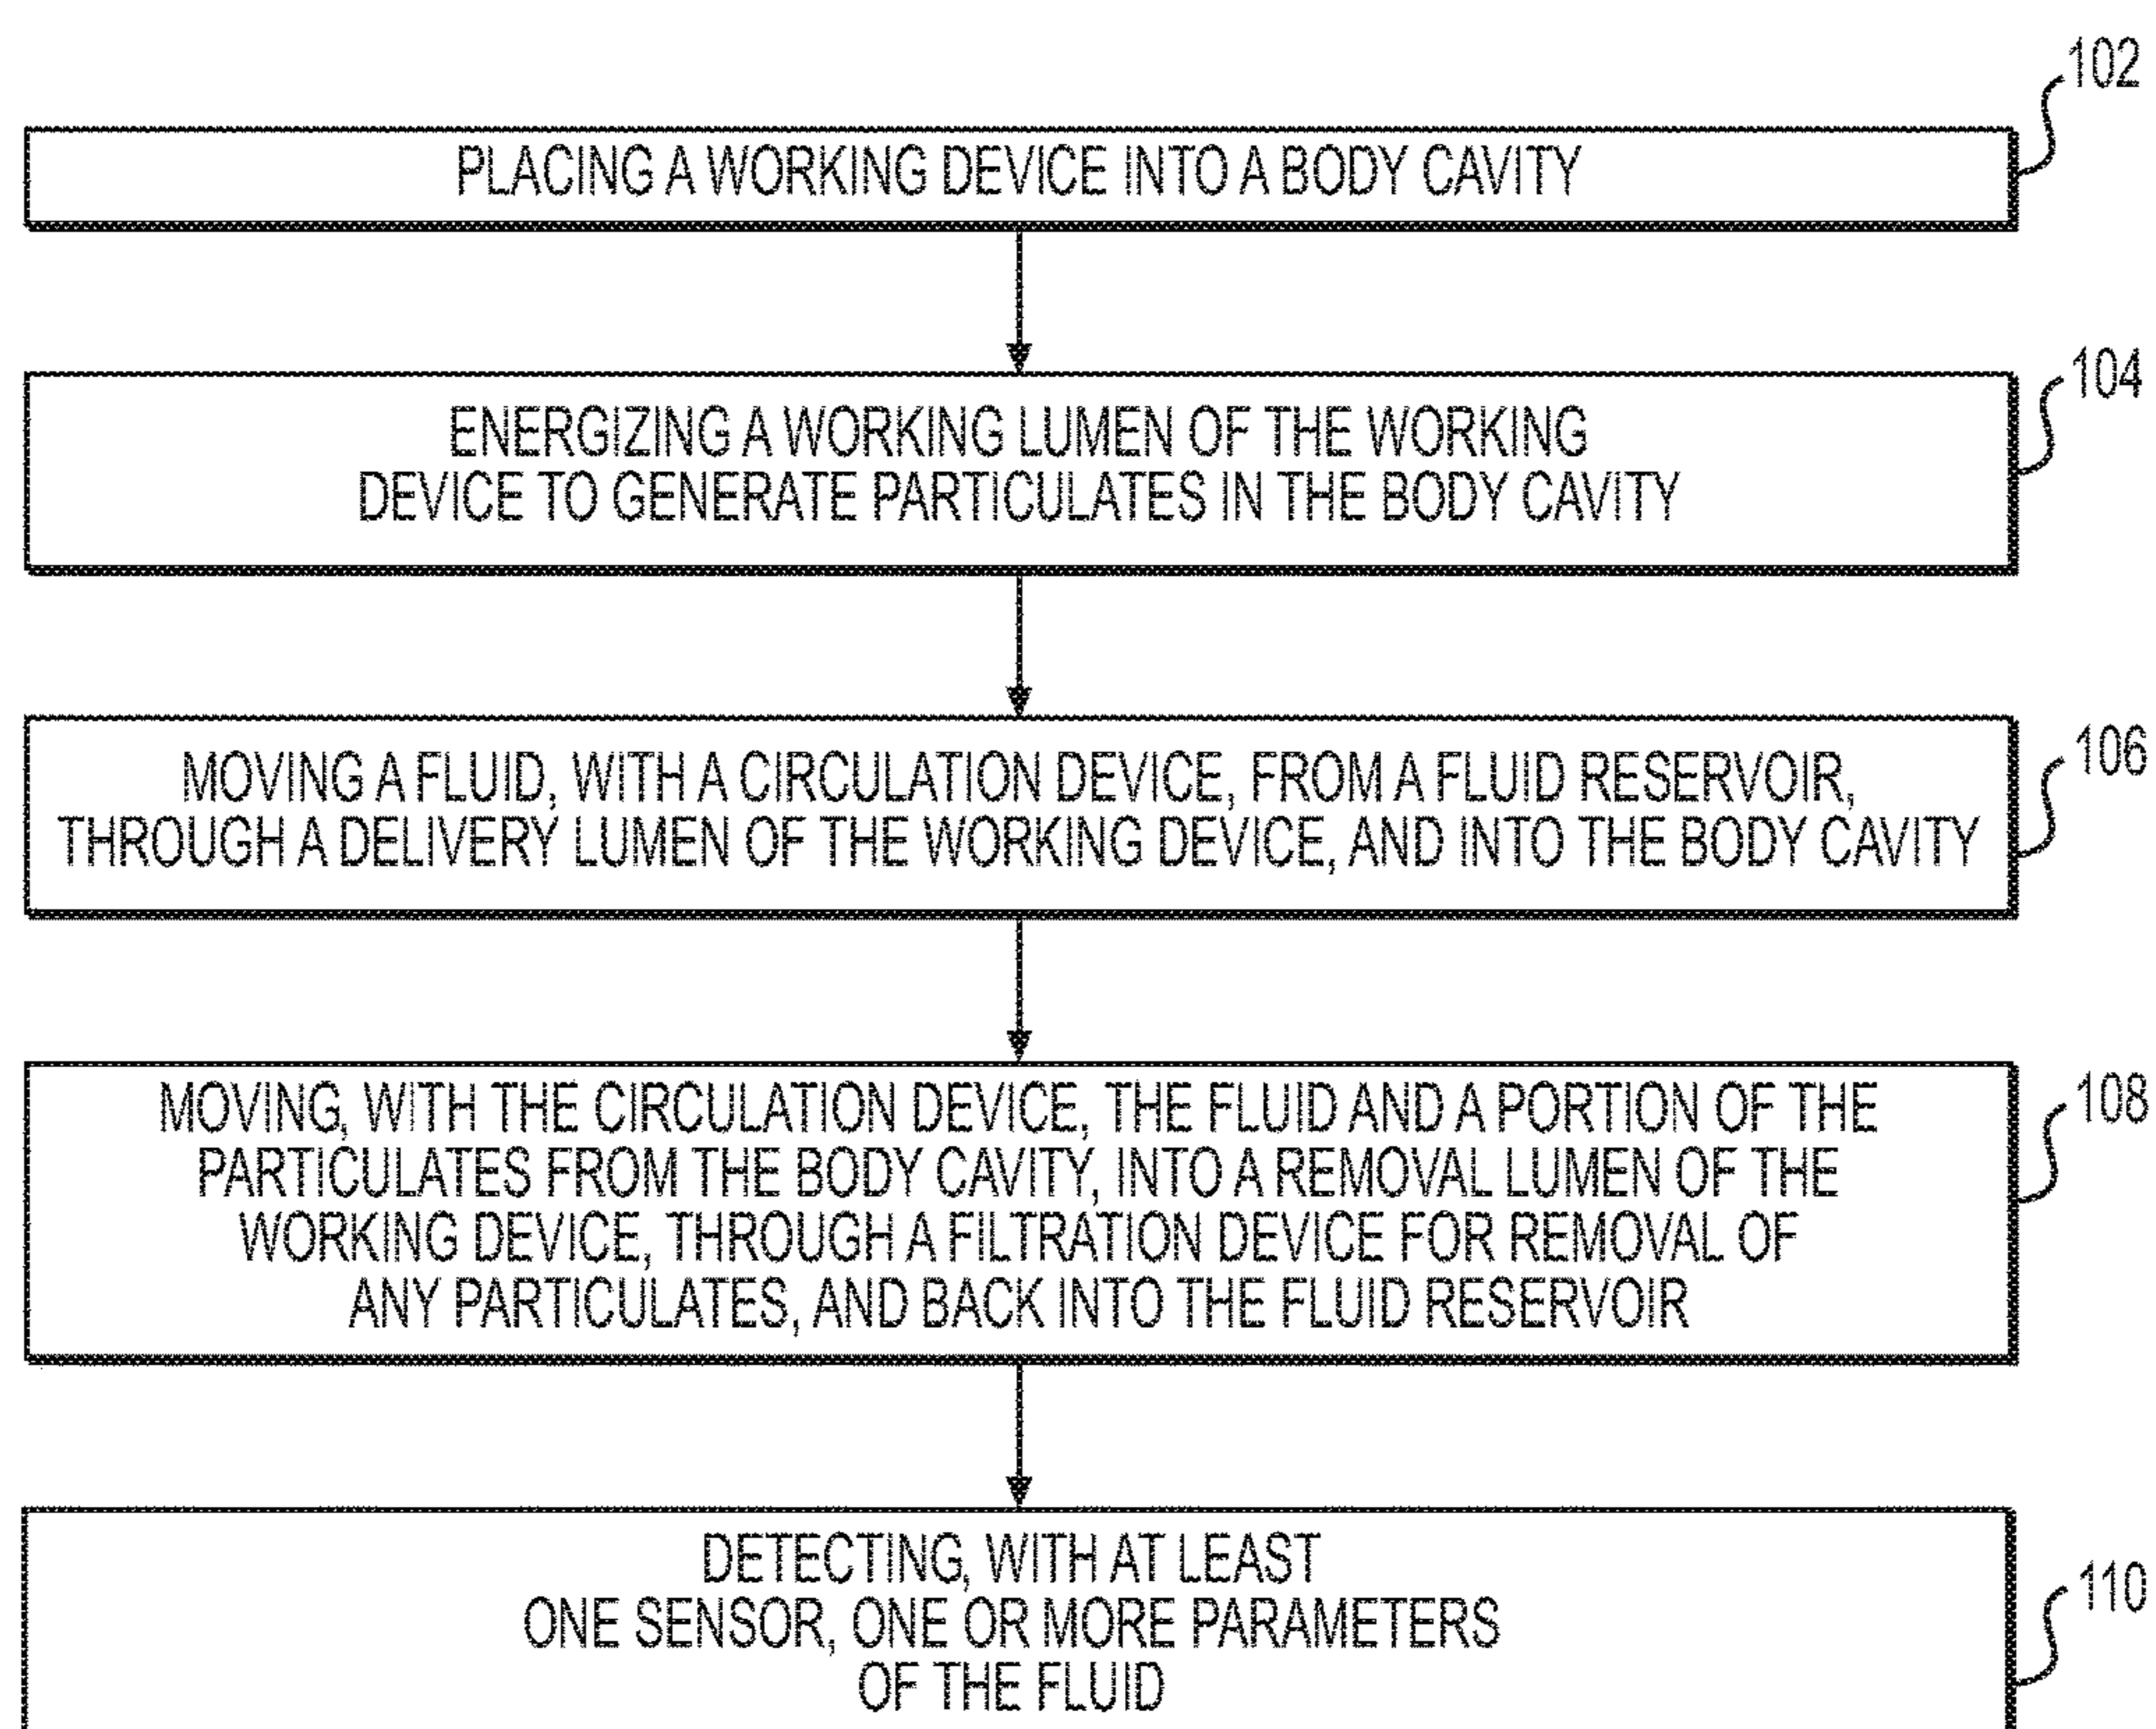 102
PLACING A WORKING DEVICE INTO A BODY CAVITY
104
ENERGIZING A WORKING LUMEN OF THE WORKING
DEVICE TO GENERATE PARTICULATES IN THE BODY CAVITY
106
MOVING A FLUID, WITH A CIRCULATION DEVICE, FROM A FLUID RESERVOIR,
THROUGH A DELIVERY LUMEN OF THE WORKING DEVICE, AND INTO THE BODY CAVITY
108
MOVING, WITH THE CIRCULATION DEVICE, THE FLUID AND A PORTION OF THE
PARTICULATES FROM THE BODY CAVITY, INTO A REMOVAL LUMEN OF THE
WORKING DEVICE, THROUGH A FILTRATION DEVICE FOR REMOVAL OF
ANY PARTICULATES, AND BACK INTO THE FLUID RESERVOIR
110
DETECTING, WITH AT LEAST
ONE SENSOR, ONE OR MORE PARAMETERS
OF THE FLUID